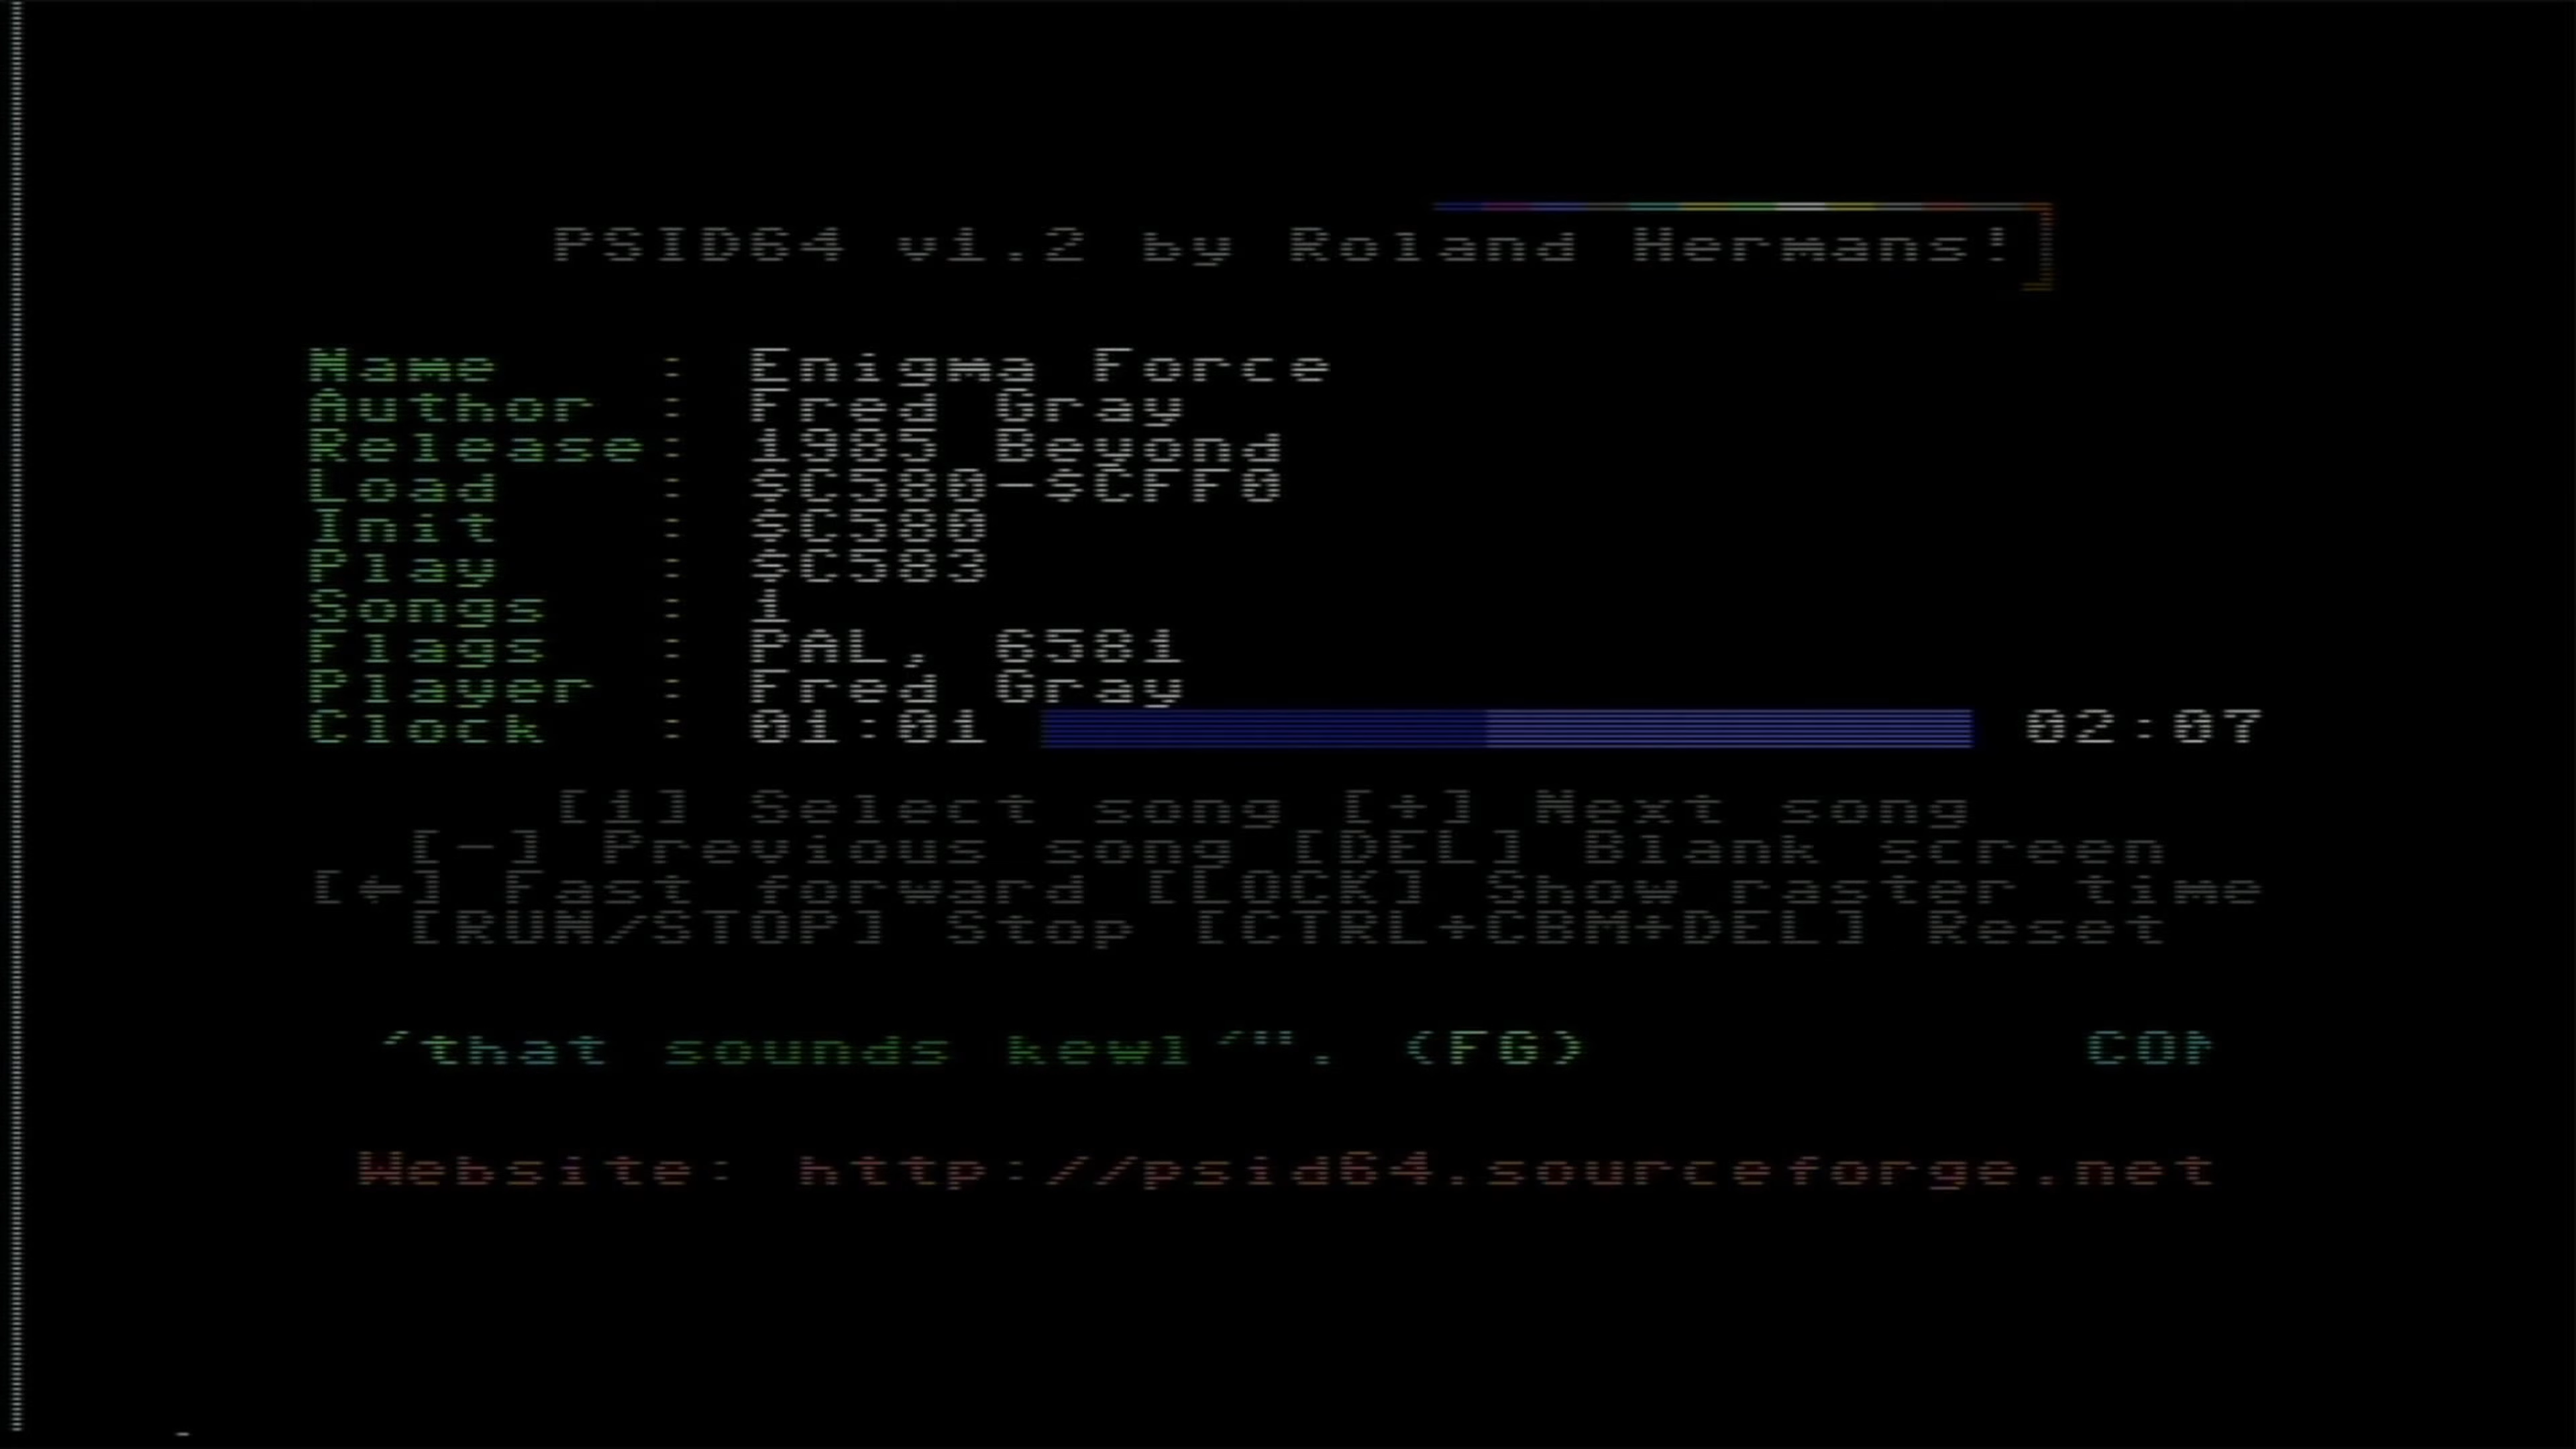 PSID64 v1.2 by Roland Hermans!
Name : Enigma Force
Author : Fred Gray
Release : 1985 Beyond
Load : $C580-$CFF0
Init : $C580
Play : $C583
Songs : 1
Flags : PAL, 6581
Player : Fred Gray
Clock : 01:01 02:07
[1] Select song [+] Next song
[-] Previous song [DEL] Blank screen
[←] Fast forward [LOCK] Show raster time
[RUN/STOP] Stop [CTRL+CBM+DEL] Reset
´that sounds kewl´". (FG)
Website: http://psid64.sourceforge.net